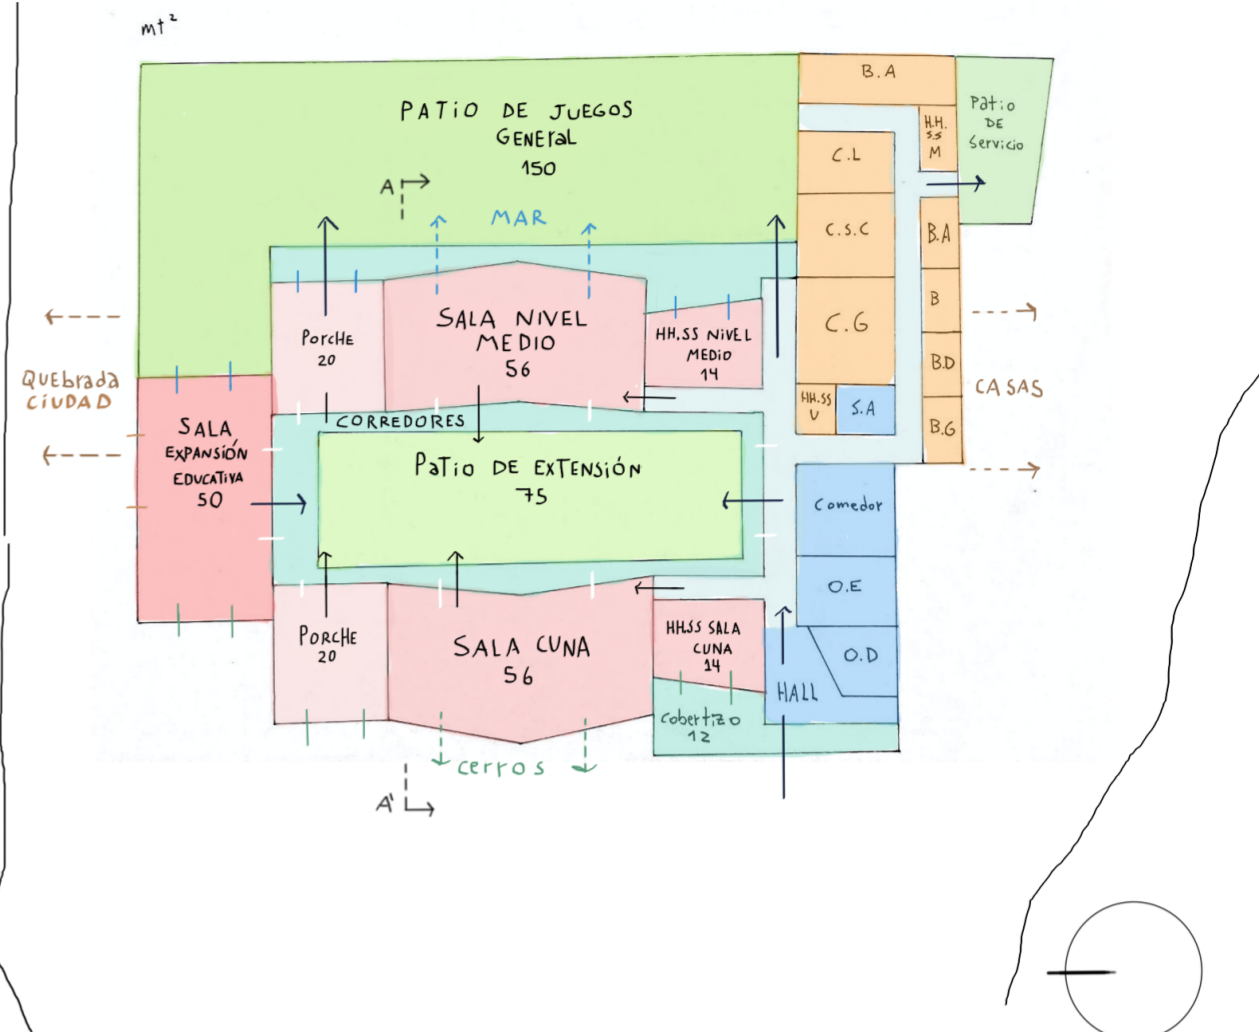 mt²
PATiO DE JUEGOS
GENEral
150
A
MAR
B.A
H.H.
S.S
M
Patio
DE
Servicio
C.L
C.S.C
B.A
C.G
B
B.D
HH.SS
V
S.A
B.G
CASAS
QUEbrada
CiUDAD
PorcHE
20
SALA NIVEL
MEDIO
56
HH.SS NiVEL
MEDiO
14
CORREDORES
SALA
EXPANSIÓN
EDUCATIVA
50
PATiO DE EXTENSIÓN
75
Comedor
O.E
O.D
HALL
PORCHE
20
SALA CUNA
56
HH.SS SALA
CUNA
14
Cobertizo
12
cerros
A'